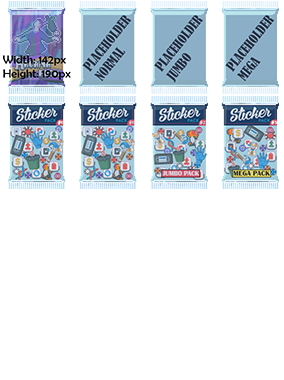 Width: 142px
Height: 190px
PLACEHOLDER
NORMAL
PLACEHOLDER
JUMBO
PLACEHOLDER
MEGA
Sticker
Sticker
Sticker
Sticker
JUMBO PACK
MEGA PACK